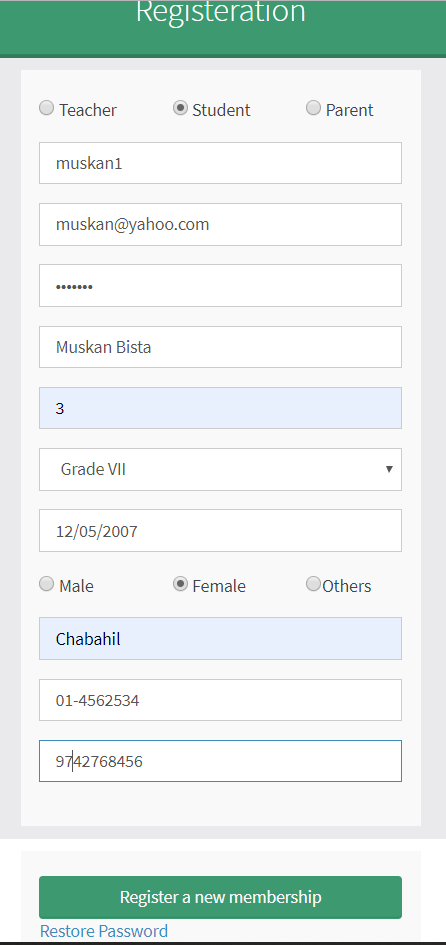 Registeration
Teacher Student Parent
muskan1
muskan@yahoo.com
•••••••
Muskan Bista
3
Grade VII
12/05/2007
Male Female Others
Chabahil
01-4562534
9742768456
Register a new membership
Restore Password